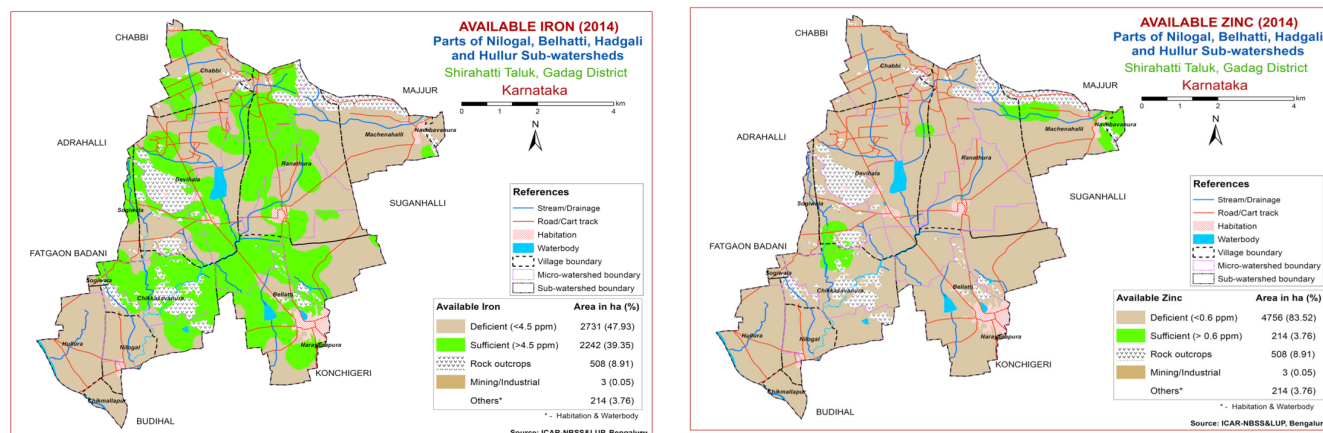 AVAILABLE IRON (2014)
Parts of Nilogal, Belhatti, Hadgali
and Hullur Sub-watersheds
Shirahatti Taluk, Gadag District
Karnataka
0 1 2 4 km
N
CHABBI
Chabbi
MAJJUR
Machenahalli
ADRAHALLI
Ranathura
Devihala
SUGANHALLI
Sogiwala
FATGAON BADANI
Sogiwala
Chikkasavanura
Bellatti
Hullura
Nilogal
KONCHIGERI
Chikmallapur
BUDIHAL
References
Stream/Drainage
Road/Cart track
Habitation
Waterbody
Village boundary
Micro-watershed boundary
Sub-watershed boundary
Available Iron Area in ha (%)
Deficient (<4.5 ppm) 2731 (47.93)
Sufficient (>4.5 ppm) 2242 (39.35)
Rock outcrops 508 (8.91)
Mining/Industrial 3 (0.05)
Others* 214 (3.76)
* - Habitation & Waterbody
Source: ICAR-NBSS&LUP, Bengaluru
AVAILABLE ZINC (2014)
Parts of Nilogal, Belhatti, Hadgali
and Hullur Sub-watersheds
Shirahatti Taluk, Gadag District
Karnataka
0 1 2 4 km
N
CHABBI
Chabbi
MAJJUR
Machenahalli
ADRAHALLI
Ranathura
Devihala
SUGANHALLI
Sogiwala
FATGAON BADANI
Sogiwala
Chikkasavanura
Bellatti
Hullura
Nilogal
KONCHIGERI
Chikmallapur
BUDIHAL
References
Stream/Drainage
Road/Cart track
Habitation
Waterbody
Village boundary
Micro-watershed boundary
Sub-watershed boundary
Available Zinc Area in ha (%)
Deficient (<0.6 ppm) 4756 (83.52)
Sufficient (> 0.6 ppm) 214 (3.76)
Rock outcrops 508 (8.91)
Mining/Industrial 3 (0.05)
Others* 214 (3.76)
* - Habitation & Waterbody
Source: ICAR-NBSS&LUP, Bengalur